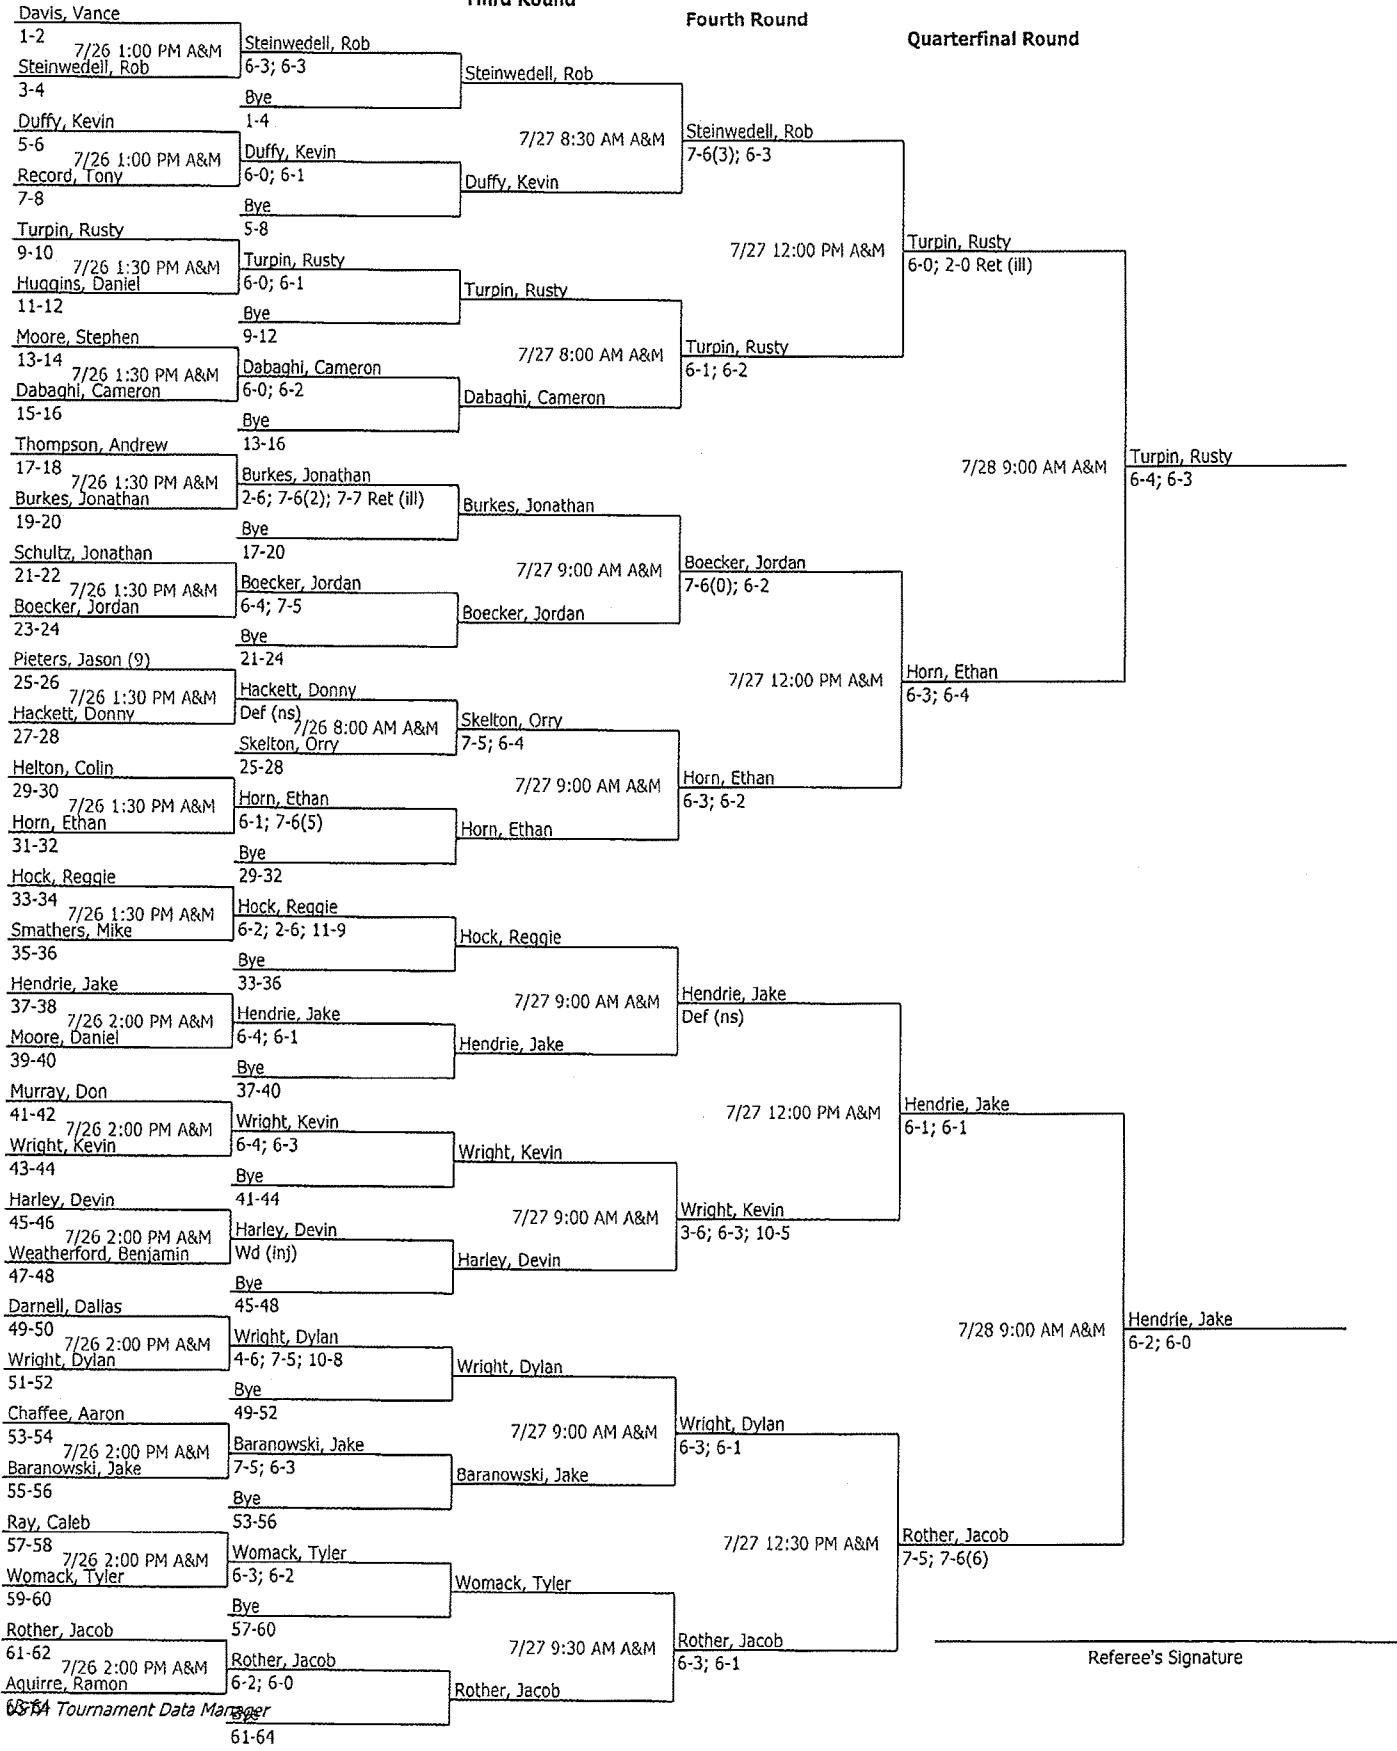 Third Round
Fourth Round
Quarterfinal Round
Davis, Vance
1-2
7/26 1:00 PM A&M
Steinwedell, Rob
3-4
Duffy, Kevin
5-6
7/26 1:00 PM A&M
Record, Tony
7-8
Turpin, Rusty
9-10
7/26 1:30 PM A&M
Huggins, Daniel
11-12
Moore, Stephen
13-14
7/26 1:30 PM A&M
Dabaghi, Cameron
15-16
Thompson, Andrew
17-18
7/26 1:30 PM A&M
Burkes, Jonathan
19-20
Schultz, Jonathan
21-22
7/26 1:30 PM A&M
Boecker, Jordan
23-24
Pieters, Jason (9)
25-26
7/26 1:30 PM A&M
Hackett, Donny
27-28
Helton, Colin
29-30
7/26 1:30 PM A&M
Horn, Ethan
31-32
Hock, Reggie
33-34
7/26 1:30 PM A&M
Smathers, Mike
35-36
Hendrie, Jake
37-38
7/26 2:00 PM A&M
Moore, Daniel
39-40
Murray, Don
41-42
7/26 2:00 PM A&M
Wright, Kevin
43-44
Harley, Devin
45-46
7/26 2:00 PM A&M
Weatherford, Benjamin
47-48
Darnell, Dallas
49-50
7/26 2:00 PM A&M
Wright, Dylan
51-52
Chaffee, Aaron
53-54
7/26 2:00 PM A&M
Baranowski, Jake
55-56
Ray, Caleb
57-58
7/26 2:00 PM A&M
Womack, Tyler
59-60
Rother, Jacob
61-62
7/26 2:00 PM A&M
Aguirre, Ramon
63-64
Steinwedell, Rob
6-3; 6-3
Bye
1-4
Duffy, Kevin
6-0; 6-1
Bye
5-8
Turpin, Rusty
6-0; 6-1
Bye
9-12
Dabaghi, Cameron
6-0; 6-2
Bye
13-16
Burkes, Jonathan
2-6; 7-6(2); 7-7 Ret (ill)
Bye
17-20
Boecker, Jordan
6-4; 7-5
Bye
21-24
Hackett, Donny
Def (ns)
7/26 8:00 AM A&M
Skelton, Orry
25-28
Horn, Ethan
6-1; 7-6(5)
Bye
29-32
Hock, Reggie
6-2; 2-6; 11-9
Bye
33-36
Hendrie, Jake
6-4; 6-1
Bye
37-40
Wright, Kevin
6-4; 6-3
Bye
41-44
Harley, Devin
Wd (inj)
Bye
45-48
Wright, Dylan
4-6; 7-5; 10-8
Bye
49-52
Baranowski, Jake
7-5; 6-3
Bye
53-56
Womack, Tyler
6-3; 6-2
Bye
57-60
Rother, Jacob
6-2; 6-0
Bye
61-64
Steinwedell, Rob
7/27 8:30 AM A&M
Duffy, Kevin
Turpin, Rusty
7/27 8:00 AM A&M
Dabaghi, Cameron
Burkes, Jonathan
7/27 9:00 AM A&M
Boecker, Jordan
Skelton, Orry
7-5; 6-4
7/27 9:00 AM A&M
Horn, Ethan
Hock, Reggie
7/27 9:00 AM A&M
Hendrie, Jake
Wright, Kevin
7/27 9:00 AM A&M
Harley, Devin
Wright, Dylan
7/27 9:00 AM A&M
Baranowski, Jake
Womack, Tyler
7/27 9:30 AM A&M
Rother, Jacob
Steinwedell, Rob
7-6(3); 6-3
7/27 12:00 PM A&M
Turpin, Rusty
6-1; 6-2
Boecker, Jordan
7-6(0); 6-2
7/27 12:00 PM A&M
Horn, Ethan
6-3; 6-2
Hendrie, Jake
Def (ns)
7/27 12:00 PM A&M
Wright, Kevin
3-6; 6-3; 10-5
Wright, Dylan
6-3; 6-1
7/27 12:30 PM A&M
Rother, Jacob
6-3; 6-1
Turpin, Rusty
6-0; 2-0 Ret (ill)
7/28 9:00 AM A&M
Horn, Ethan
6-3; 6-4
Hendrie, Jake
6-1; 6-1
7/28 9:00 AM A&M
Rother, Jacob
7-5; 7-6(6)
Turpin, Rusty
6-4; 6-3
Hendrie, Jake
6-2; 6-0
Referee's Signature
USTA Tournament Data Manager